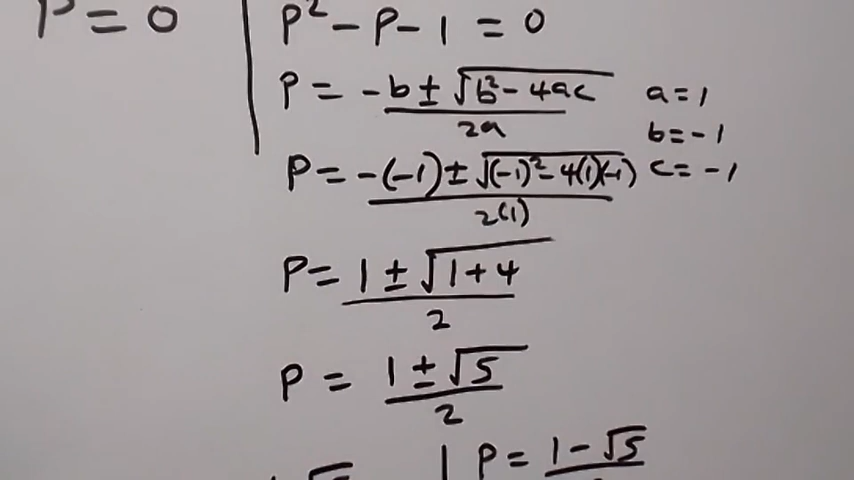 P = 0
P² - P - 1 = 0
P = -b ± √b² - 4ac / 2a
a = 1
b = -1
c = -1
P = -(-1) ± √(-1)² - 4(1)(-1) / 2(1)
P = 1 ± √1 + 4 / 2
P = 1 ± √5 / 2
P = 1 - √5